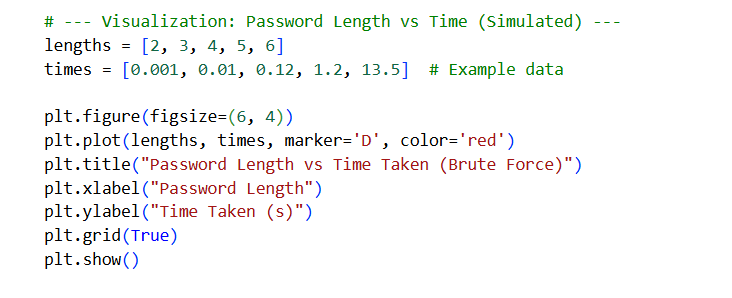 # --- Visualization: Password Length vs Time (Simulated) ---
lengths = [2, 3, 4, 5, 6]
times = [0.001, 0.01, 0.12, 1.2, 13.5]  # Example data

plt.figure(figsize=(6, 4))
plt.plot(lengths, times, marker='D', color='red')
plt.title("Password Length vs Time Taken (Brute Force)")
plt.xlabel("Password Length")
plt.ylabel("Time Taken (s)")
plt.grid(True)
plt.show()